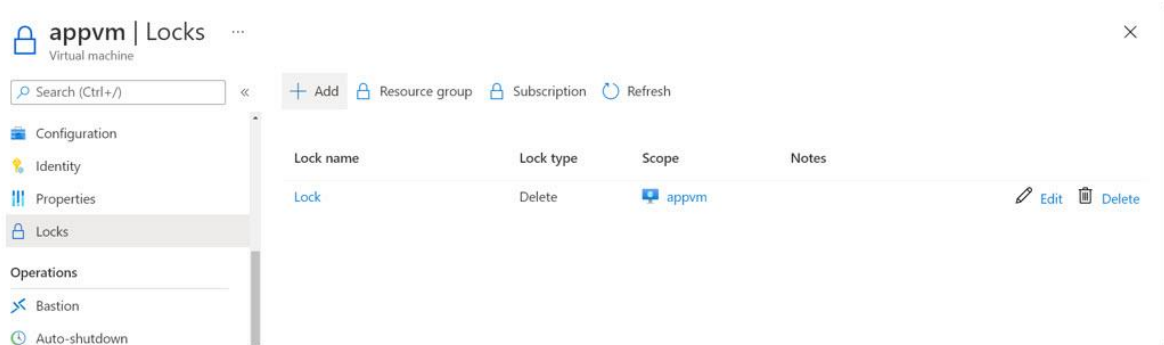 appvm | Locks ...
Virtual machine
Search (Ctrl+/)
«
+ Add Resource group Subscription Refresh
Configuration
Identity
Properties
Locks
Operations
Bastion
Auto-shutdown
Lock name Lock type Scope Notes
Lock Delete appvm Edit Delete